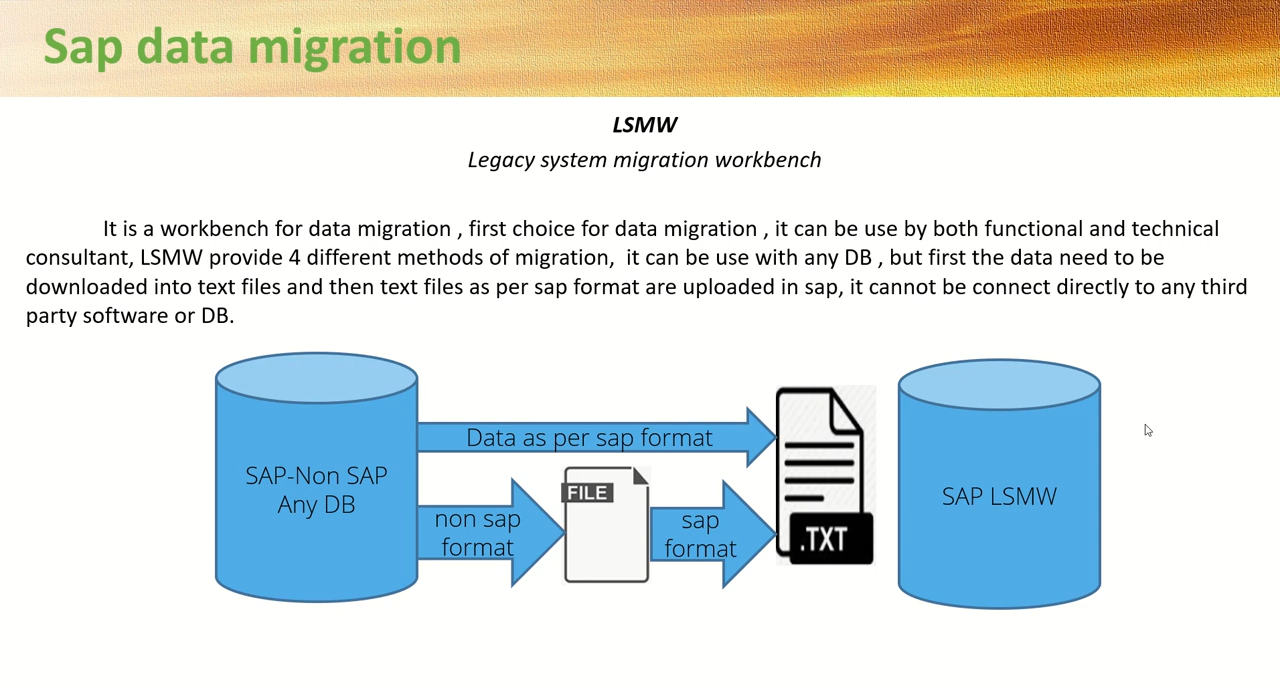 Sap data migration
LSMW
Legacy system migration workbench
It is a workbench for data migration , first choice for data migration , it can be use by both functional and technical
consultant, LSMW provide 4 different methods of migration,  it can be use with any DB , but first the data need to be
downloaded into text files and then text files as per sap format are uploaded in sap, it cannot be connect directly to any third
party software or DB.
SAP-Non SAP
Any DB
Data as per sap format
non sap
format
FILE
sap
format
.TXT
SAP LSMW